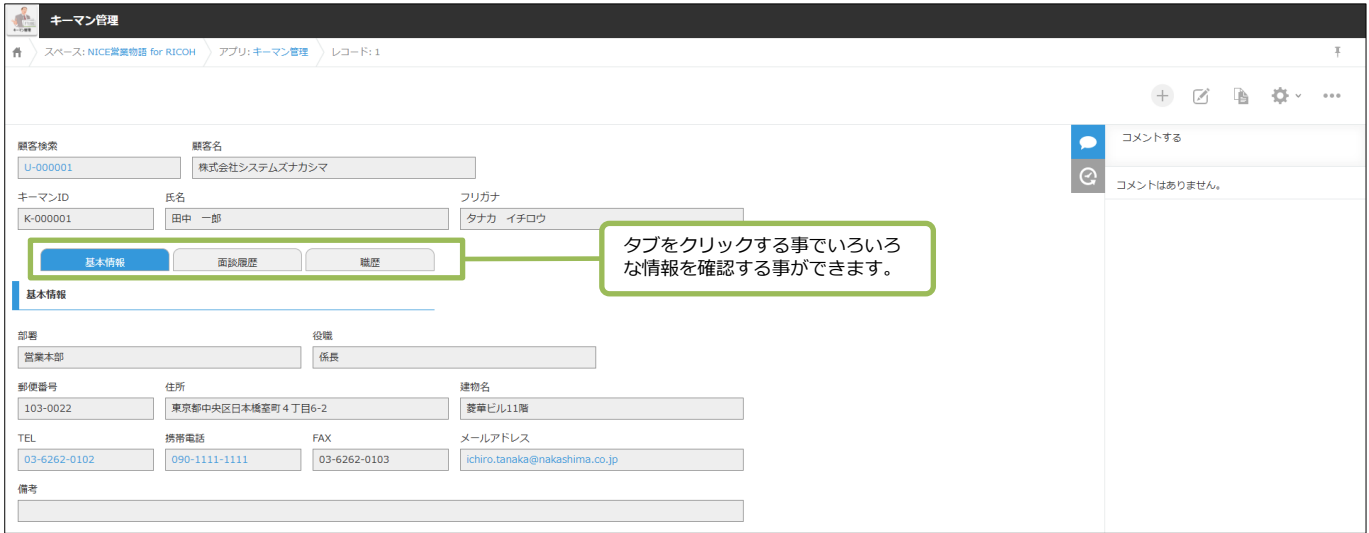 キーマン管理
キーマン管理
スペース: NICE営業物語 for RICOH アプリ: キーマン管理 レコード: 1
コメントする
コメントはありません。
顧客検索 顧客名
U-000001 株式会社システムズナカシマ
キーマンID 氏名 フリガナ
K-000001 田中 一郎 タナカ イチロウ
タブをクリックする事でいろいろ
な情報を確認する事ができます。
基本情報 面談履歴 職歴
基本情報
部署 役職
営業本部 係長
郵便番号 住所 建物名
103-0022 東京都中央区日本橋室町4丁目6-2 菱華ビル11階
TEL 携帯電話 FAX メールアドレス
03-6262-0102 090-1111-1111 03-6262-0103 ichiro.tanaka@nakashima.co.jp
備考